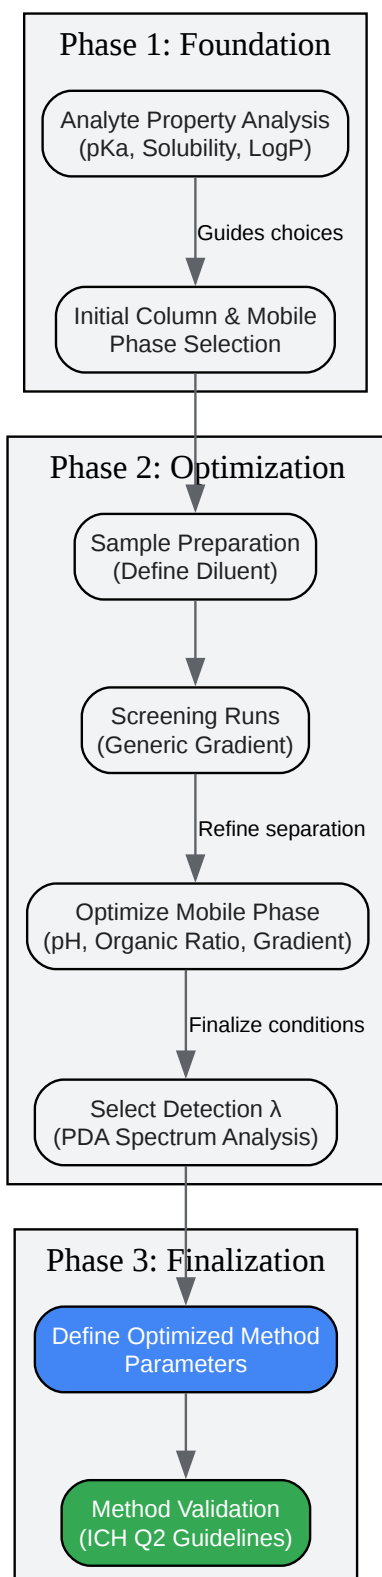 Phase 1: Foundation
Analyte Property Analysis
(pKa, Solubility, LogP)
Guides choices
Initial Column & Mobile
Phase Selection
Phase 2: Optimization
Sample Preparation
(Define Diluent)
Screening Runs
(Generic Gradient)
Refine separation
Optimize Mobile Phase
(pH, Organic Ratio, Gradient)
Finalize conditions
Select Detection λ
(PDA Spectrum Analysis)
Phase 3: Finalization
Define Optimized Method
Parameters
Method Validation
(ICH Q2 Guidelines)